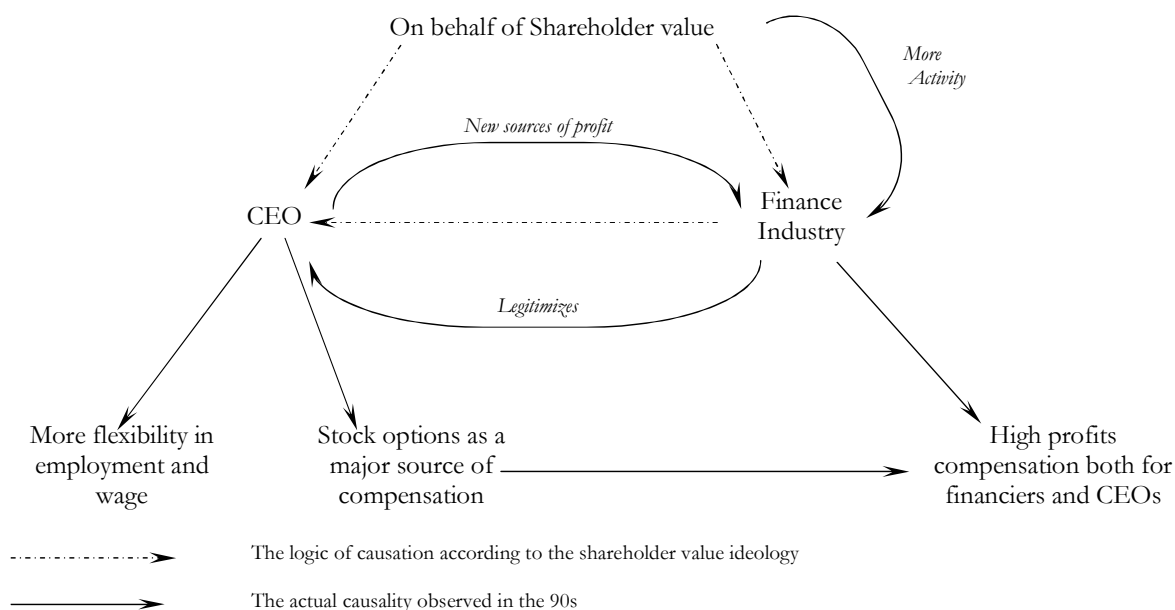 On behalf of Shareholder value
More
Activity
New sources of profit
CEO
Finance
Industry
Legitimizes
More flexibility in
employment and
wage
Stock options as a
major source of
compensation
High profits
compensation both for
financiers and CEOs
The logic of causation according to the shareholder value ideology
The actual causality observed in the 90s